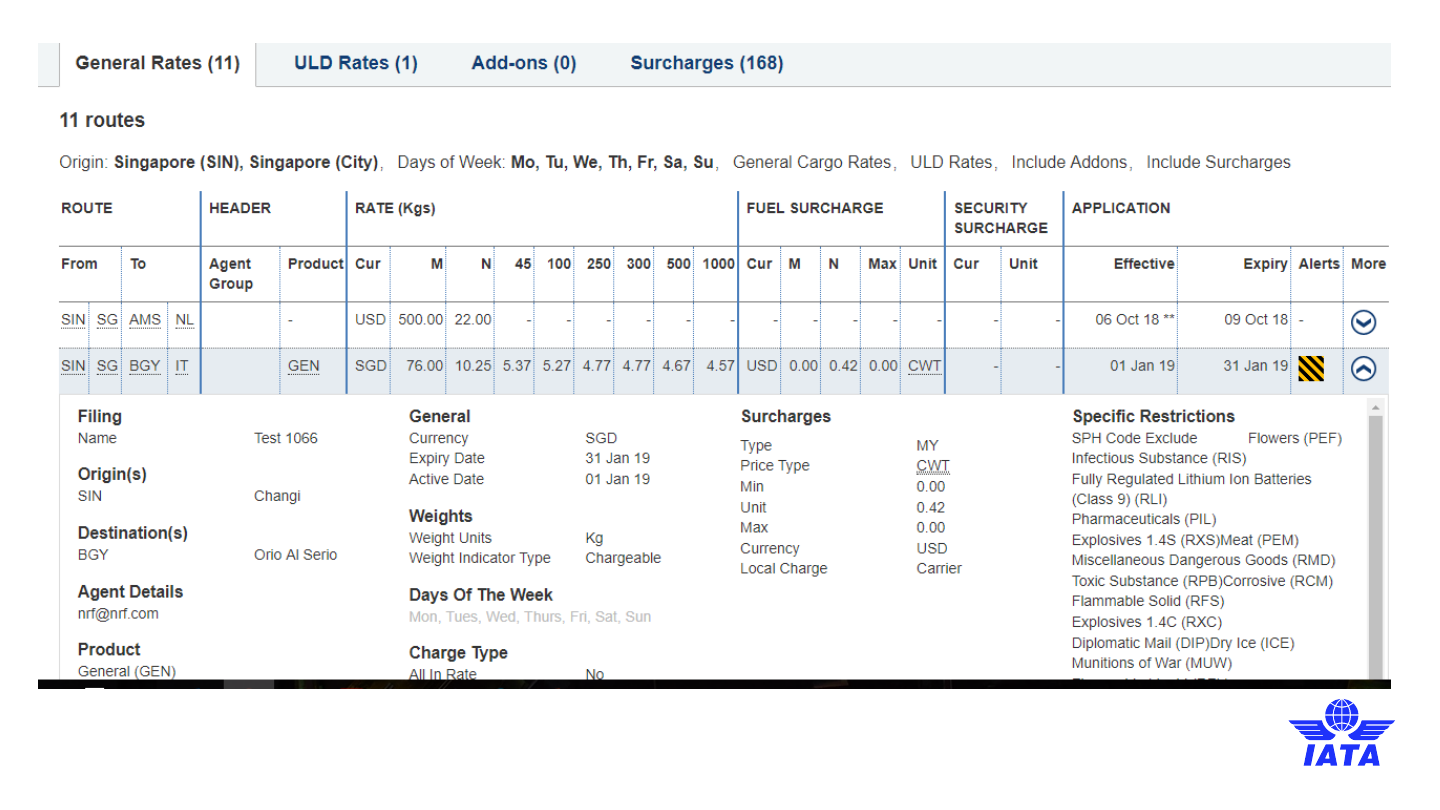 General Rates (11) ULD Rates (1) Add-ons (0) Surcharges (168)
11 routes
Origin: Singapore (SIN), Singapore (City), Days of Week: Mo, Tu, We, Th, Fr, Sa, Su, General Cargo Rates, ULD Rates, Include Addons, Include Surcharges
ROUTE HEADER RATE (Kgs) FUEL SURCHARGE SECURITY SURCHARGE APPLICATION
From To Agent Group Product Cur M N 45 100 250 300 500 1000 Cur M N Max Unit Cur Unit Effective Expiry Alerts More
SIN SG AMS NL - USD 500.00 22.00 - - - - - - - - - - - - - 06 Oct 18 ** 09 Oct 18 -
SIN SG BGY IT GEN SGD 76.00 10.25 5.37 5.27 4.77 4.77 4.67 4.57 USD 0.00 0.42 0.00 CWT - - 01 Jan 19 31 Jan 19
Filing
Name Test 1066
Origin(s)
SIN Changi
Destination(s)
BGY Orio Al Serio
Agent Details
nrf@nrf.com
Product
General (GEN)
General
Currency SGD
Expiry Date 31 Jan 19
Active Date 01 Jan 19
Weights
Weight Units Kg
Weight Indicator Type Chargeable
Days Of The Week
Mon, Tues, Wed, Thurs, Fri, Sat, Sun
Charge Type
All In Rate No
Surcharges
Type MY
Price Type CWT
Min 0.00
Unit 0.42
Max 0.00
Currency USD
Local Charge Carrier
Specific Restrictions
SPH Code Exclude Flowers (PEF)
Infectious Substance (RIS)
Fully Regulated Lithium Ion Batteries
(Class 9) (RLI)
Pharmaceuticals (PIL)
Explosives 1.4S (RXS)Meat (PEM)
Miscellaneous Dangerous Goods (RMD)
Toxic Substance (RPB)Corrosive (RCM)
Flammable Solid (RFS)
Explosives 1.4C (RXC)
Diplomatic Mail (DIP)Dry Ice (ICE)
Munitions of War (MUW)
IATA